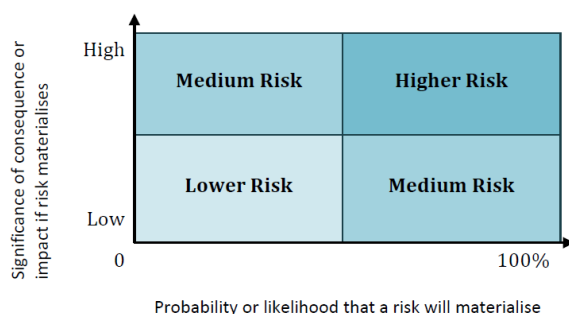 Significance of consequence or
impact if risk materialises
High
Medium Risk
Higher Risk
Lower Risk
Medium Risk
Low
0
100%
Probability or likelihood that a risk will materialise